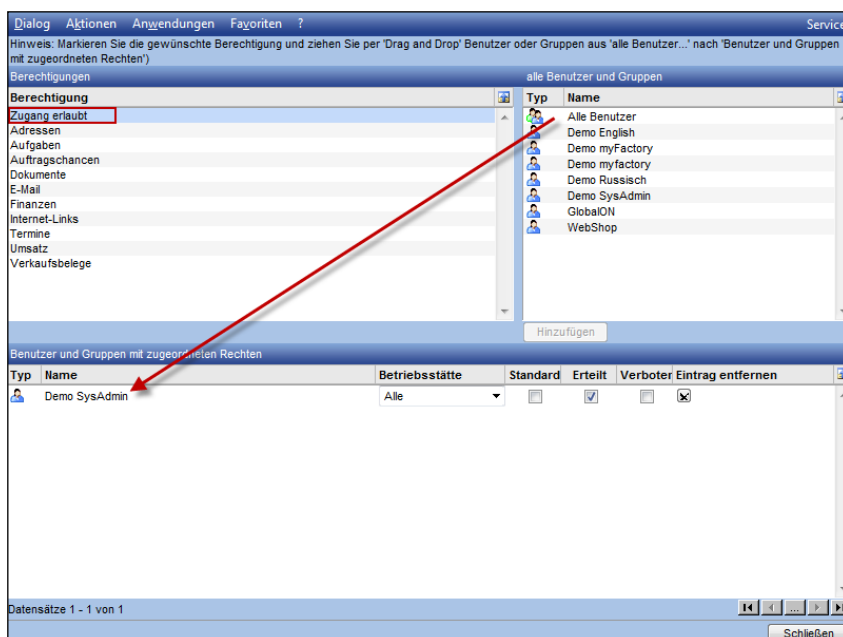 Dialog Aktionen Anwendungen Favoriten ? Service
Hinweis: Markieren Sie die gewünschte Berechtigung und ziehen Sie per 'Drag and Drop' Benutzer oder Gruppen aus 'alle Benutzer...' nach 'Benutzer und Gruppen
mit zugeordneten Rechten')
Berechtigungen
Berechtigung
Zugang erlaubt
Adressen
Aufgaben
Auftragschancen
Dokumente
E-Mail
Finanzen
Internet-Links
Termine
Umsatz
Verkaufsbelege
alle Benutzer und Gruppen
Typ Name
Alle Benutzer
Demo English
Demo myFactory
Demo myfactory
Demo Russisch
Demo SysAdmin
GlobalON
WebShop
Hinzufügen
Benutzer und Gruppen mit zugeordneten Rechten
Typ Name Betriebsstätte Standard Erteilt Verboten Eintrag entfernen
Demo SysAdmin Alle
Datensätze 1 - 1 von 1
...
Schließen